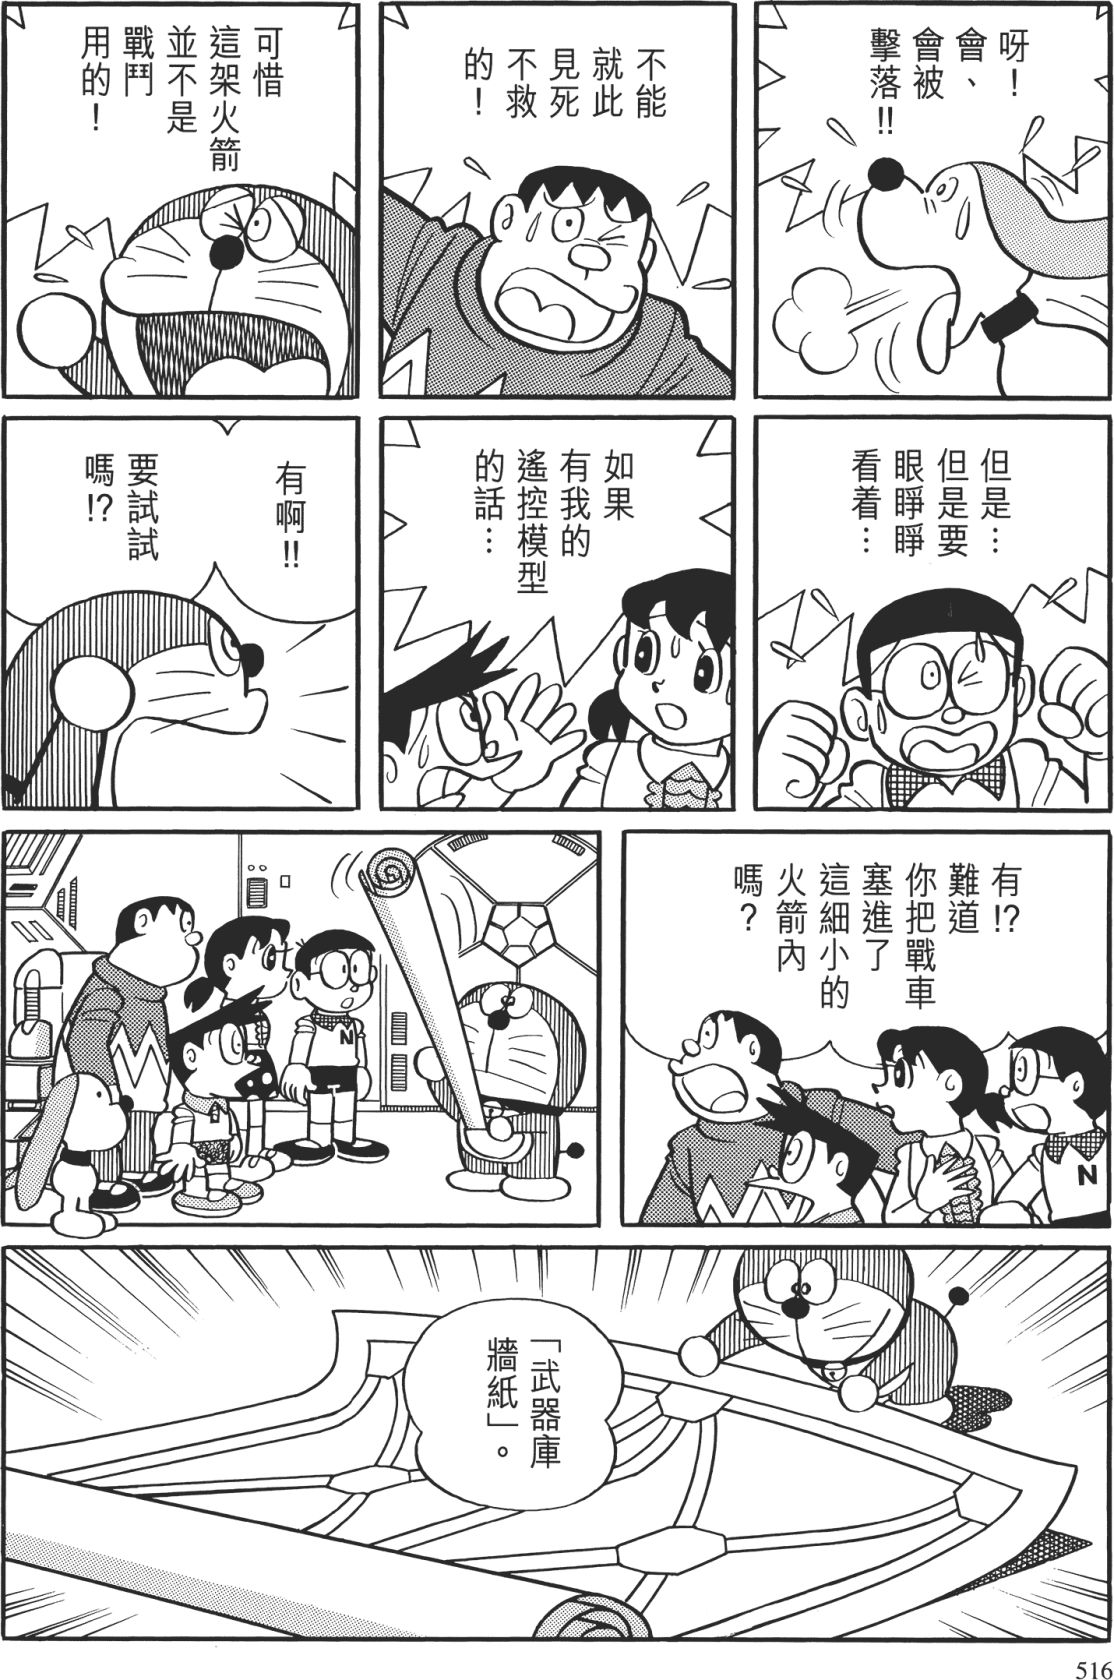 呀！
會、
會被
擊落!!
不能
就此
見死
不救
的！
可惜
這架火箭
並不是
戰鬥
用的！
但是…
但是要
眼睜睜
看着…
如果
有我的
遙控模型
的話…
有啊!!
要試試
嗎!?
有!?
難道
你把戰車
塞進了
這細小的
火箭內
嗎？
N
N
「武器庫
牆紙」。
516